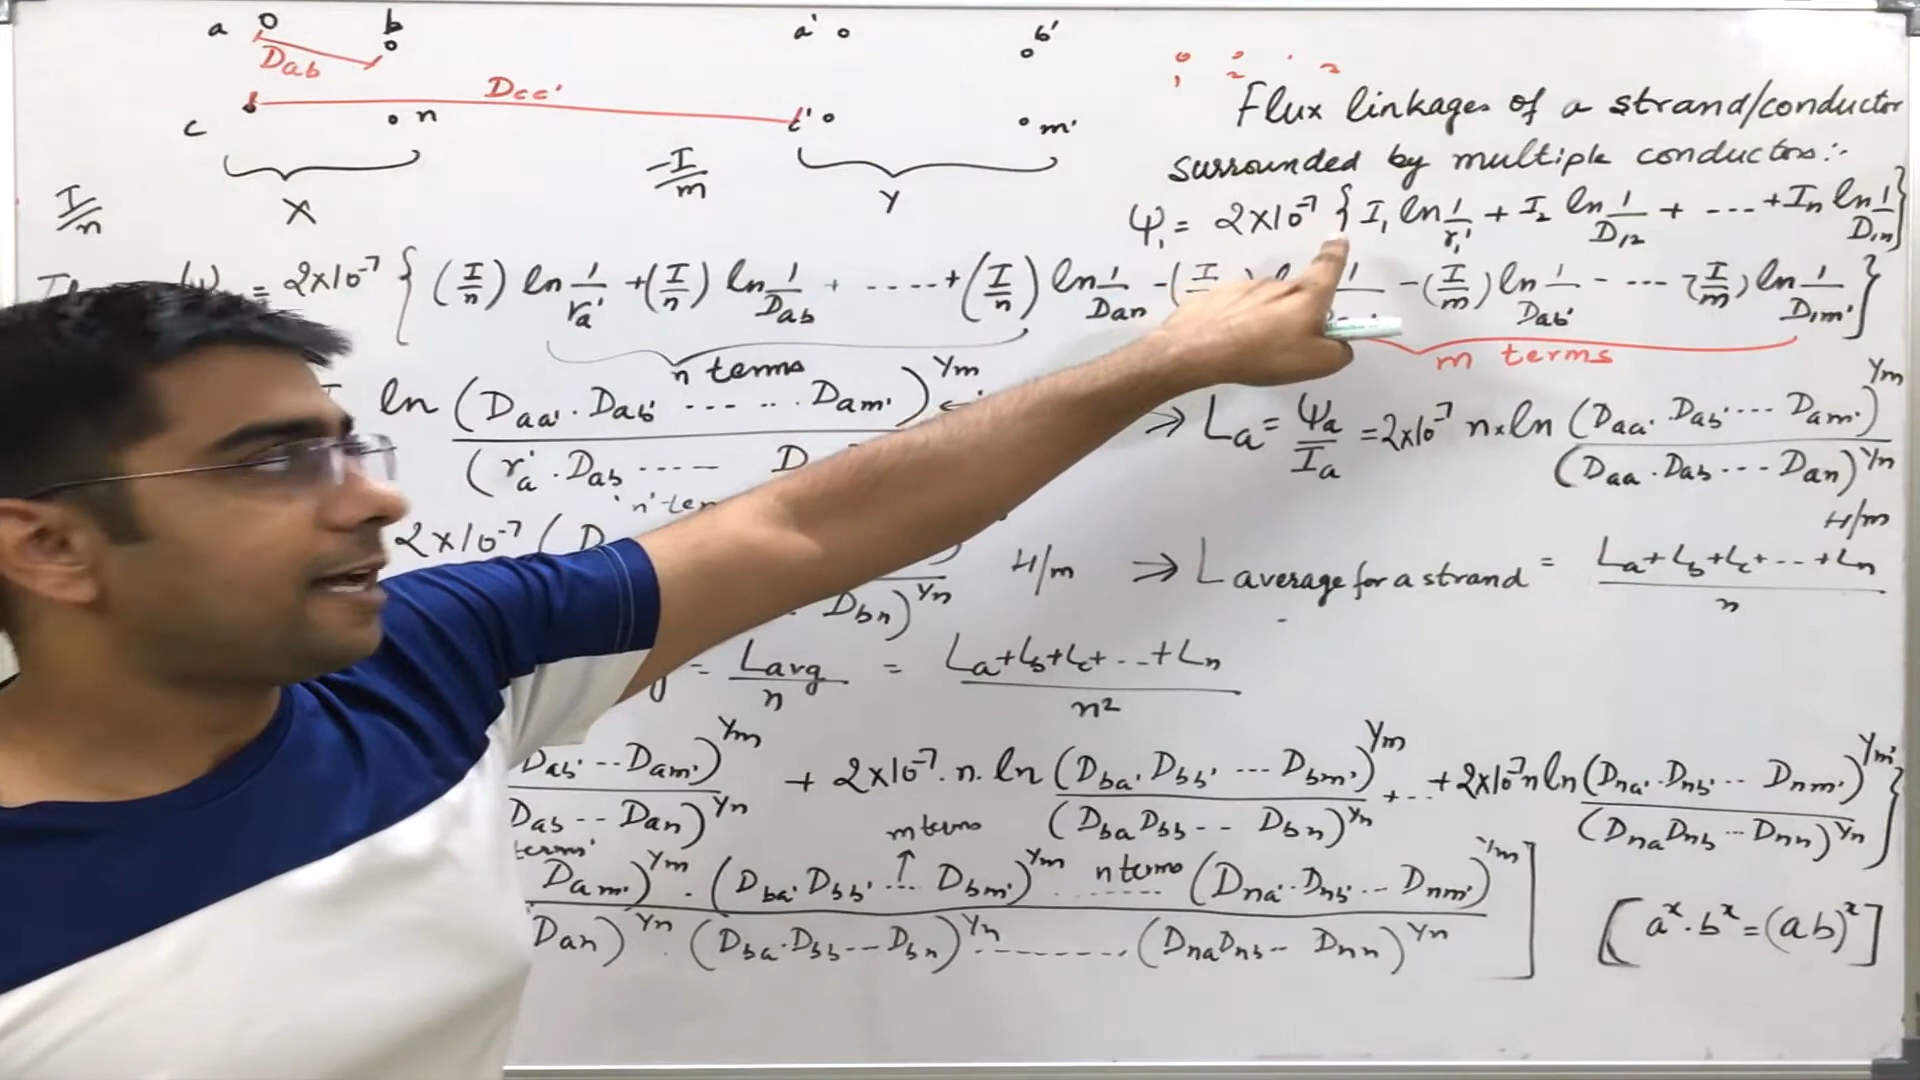 a b a' b'
Dab
Dcc'
c n c' m'
I/n X -I/m Y
1 2
Flux linkages of a strand/conductor
surrounded by multiple conductors:-
Ψ₁ = 2×10⁻⁷ { I₁ ln 1/r₁' + I₂ ln 1/D₁₂ + --- + Iₙ ln 1/D₁ₙ }
= 2×10⁻⁷ { (I/n) ln 1/ra' + (I/n) ln 1/Dab + ----+ (I/n) ln 1/Dan - (I - (I/m) ln 1/Dab' - --- - (I/m) ln 1/D₁m' }
n terms
m terms
ln (Daa'. Dab' ---- Dam')^1/m / (ra'. Dab ----- D
'n' ter
⇒ La = Ψa/Ia = 2×10⁻⁷ n × ln (Daa'. Dab' ---- Dam')^1/m / (Daa . Dab --- Dan)^1/n
H/m
2×10⁻⁷ ( D Dbn)^1/n H/m
⇒ L average for a strand = La+Lb+Lc+--+Ln / n
= Lavg/n = La+Lb+Lc+--+Ln / n²
Dab' -- Dam')^1/m / Dab -- Dan)^1/n + 2×10⁻⁷. n. ln (Dba'. Dbb' --- Dbm')^1/m / (Dba Dbb -- Dbn)^1/n + -- + 2×10⁻⁷ n ln (Dna'. Dnb' -- Dnm')^1/m / (Dna Dnb --- Dnn)^1/n }
terms'
m terms
Dam')^1/m . (Dba' Dbb' --- Dbm')^1/m n terms ------- (Dna'. Dnb' --- Dnm')^1/m ]
Dan)^1/n . (Dba . Dbb -- Dbn)^1/n --------- (Dna Dnb -- Dnn)^1/n
[ aˣ . bˣ = (ab)ˣ ]